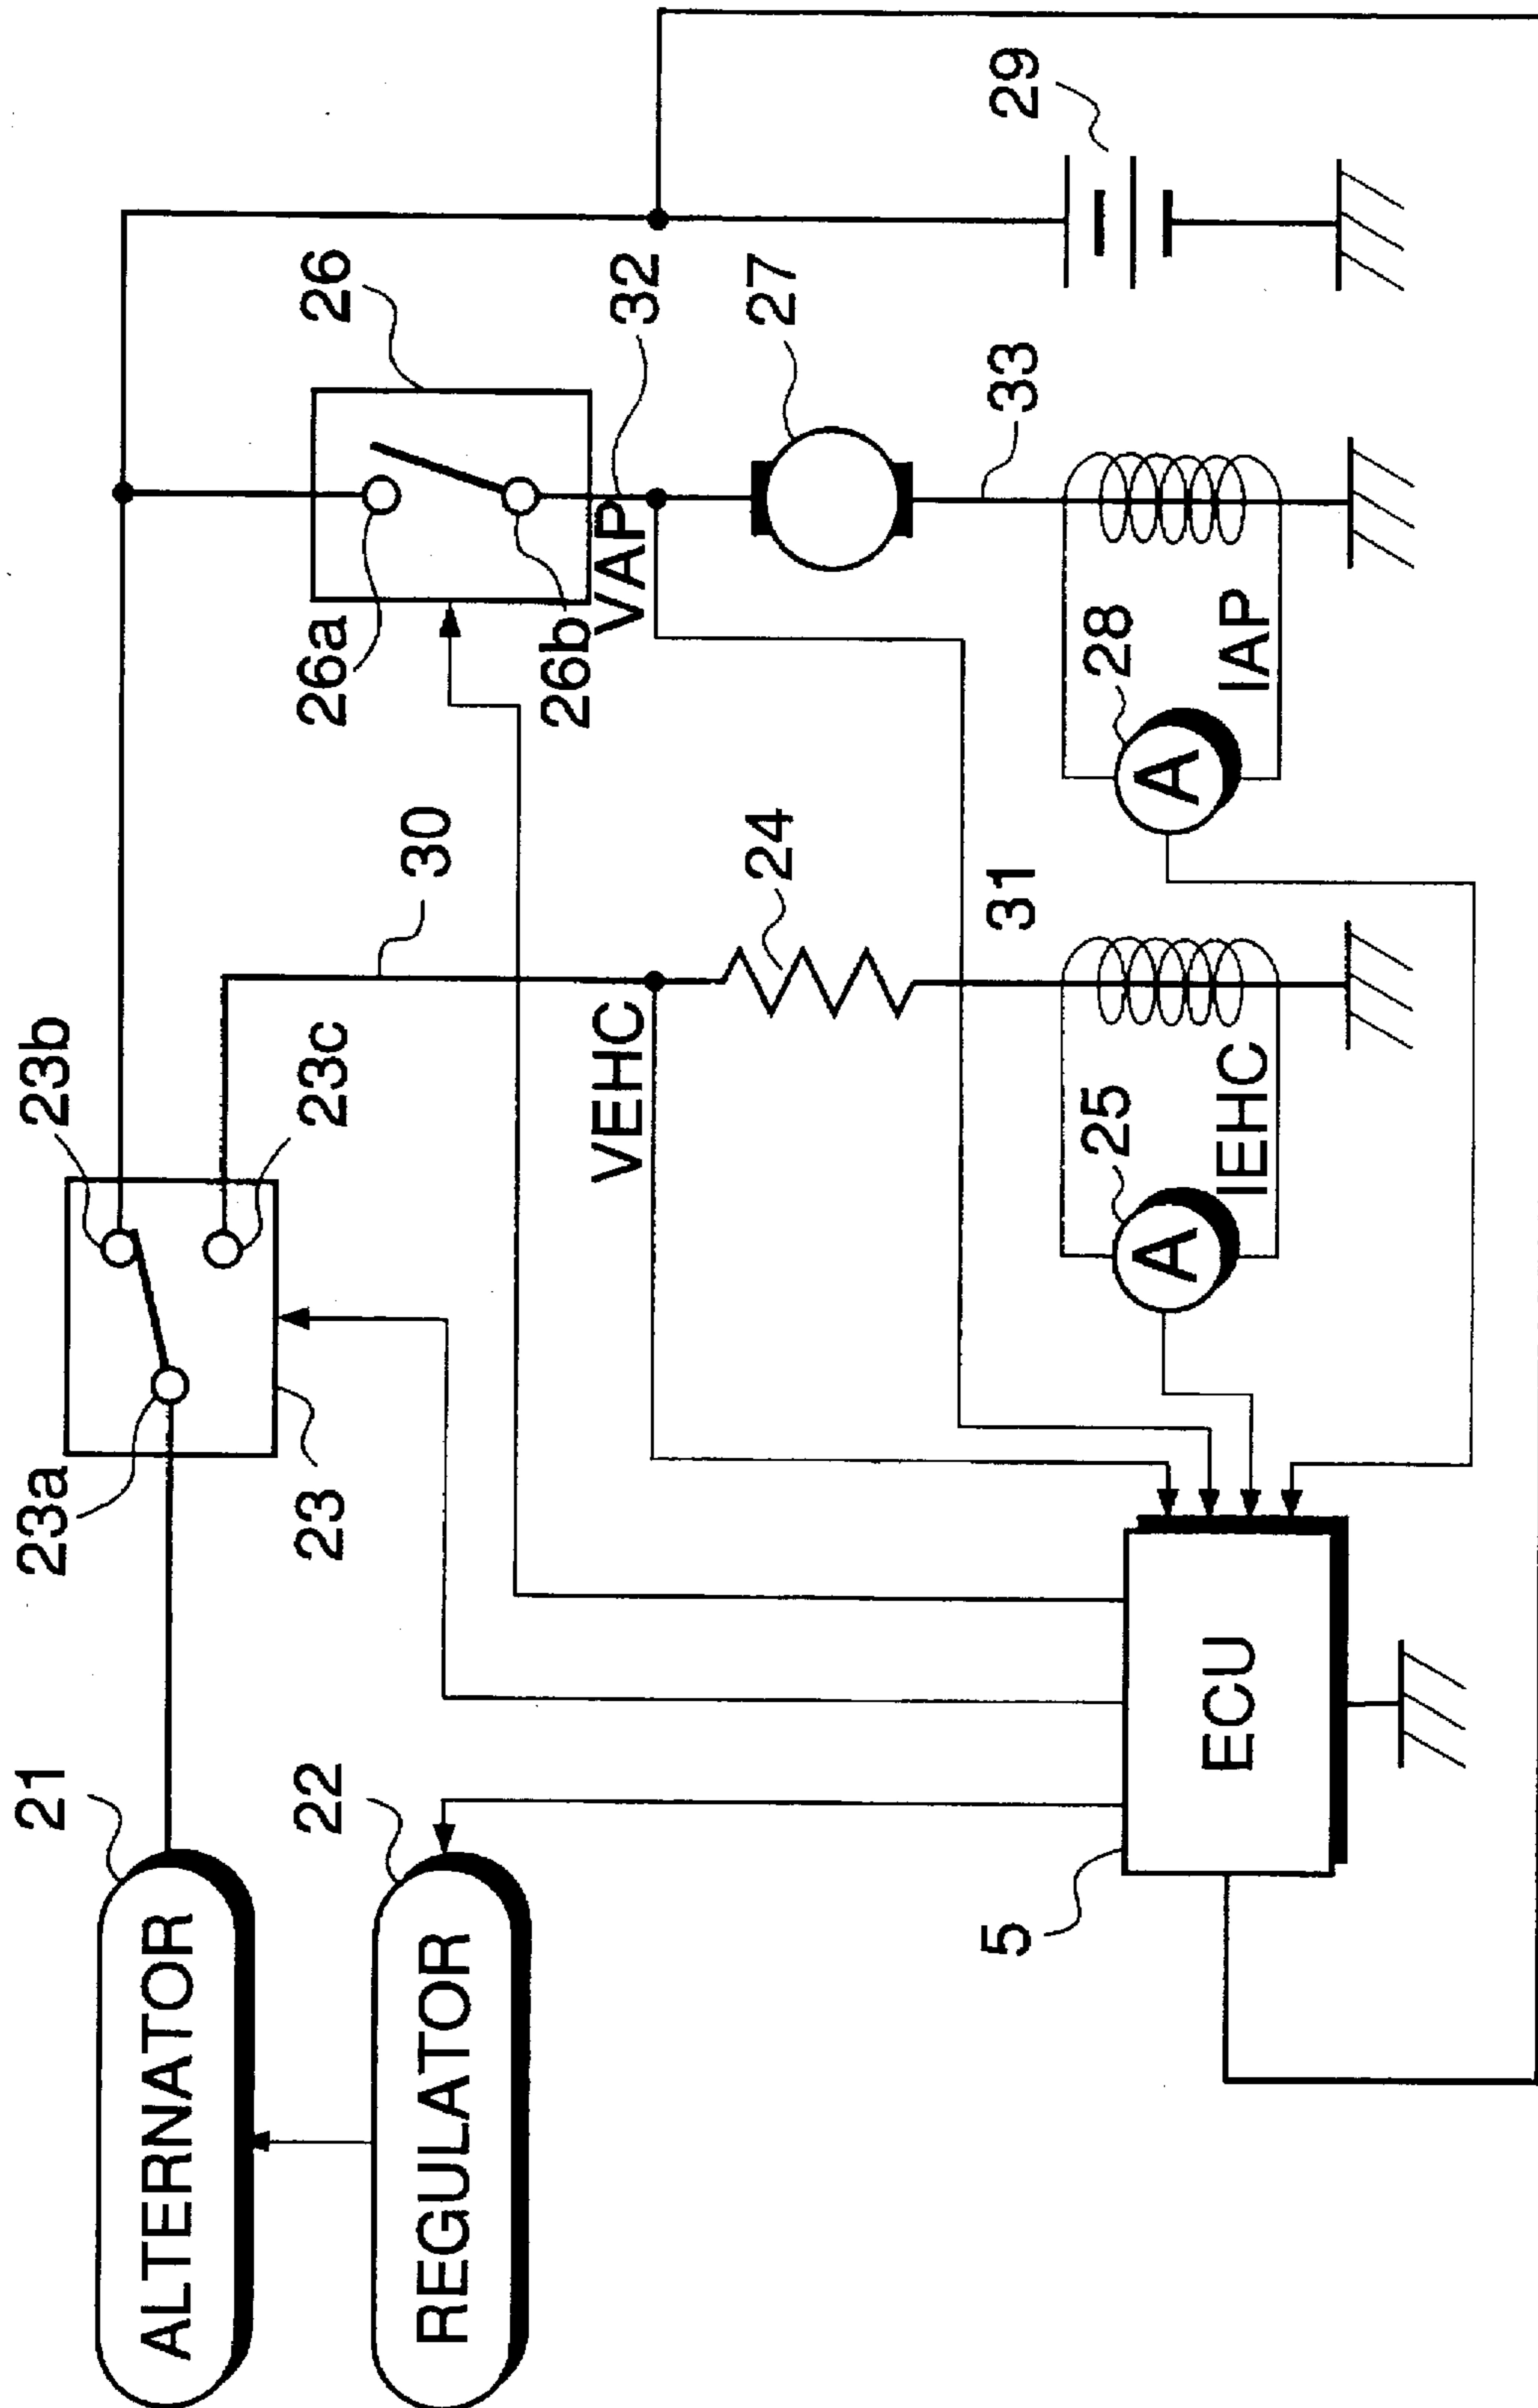 21
ALTERNATOR
22
REGULATOR
23a
23b
23c
23
30
26
26a
26b
VAP
32
27
33
29
VEHC
24
31
25
A
IEHC
28
A
IAP
5
ECU